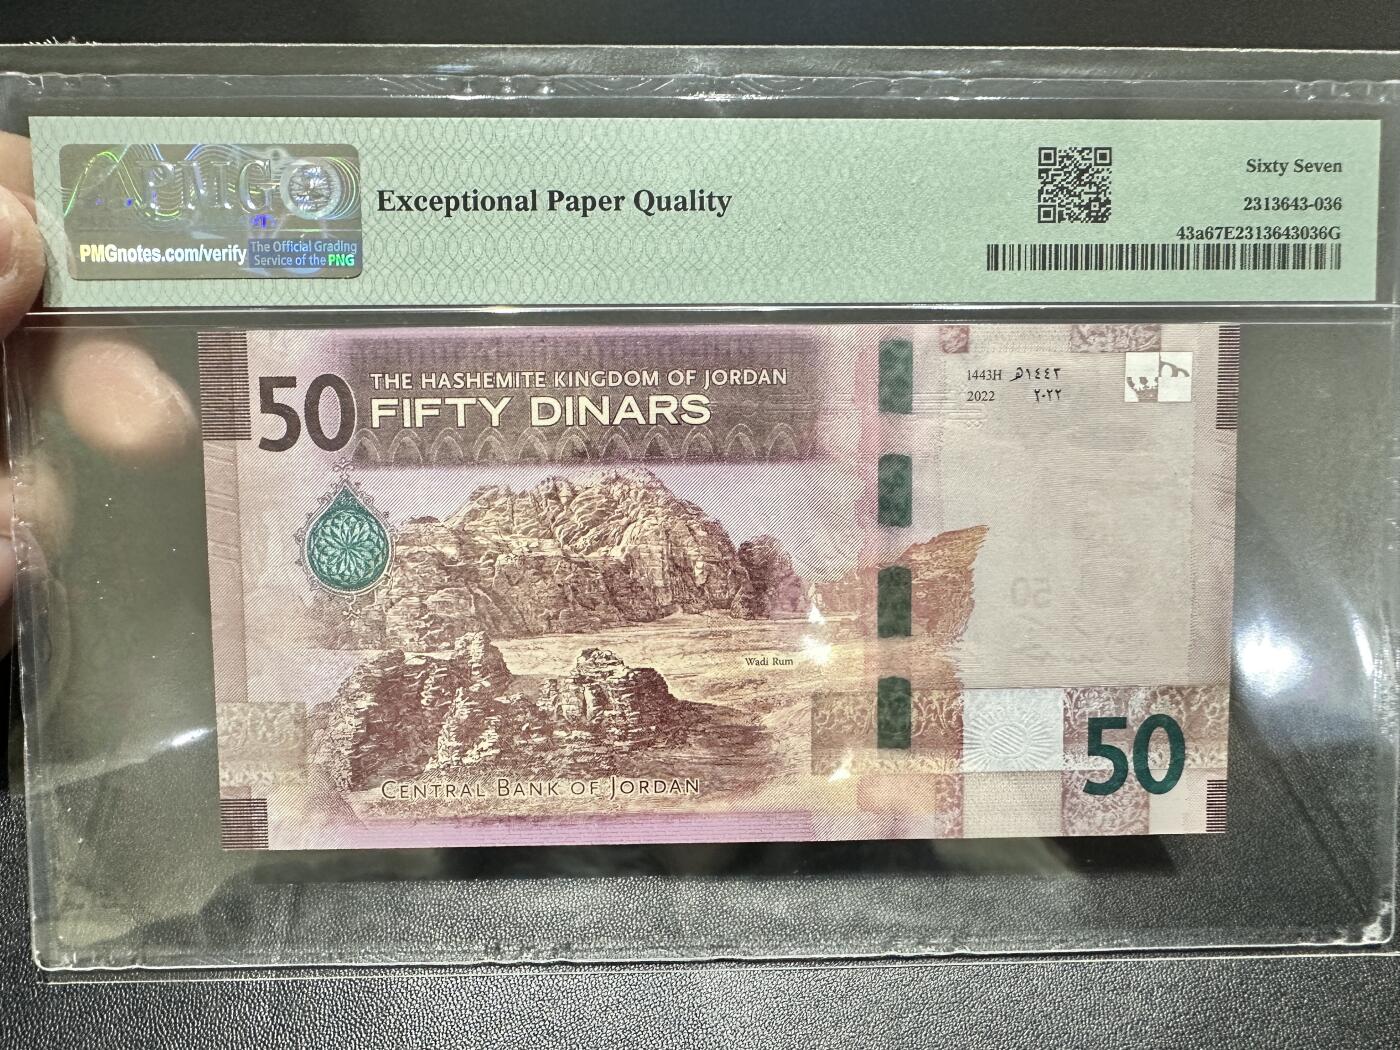 PMG
PMGnotes.com/verify
The Official Grading
Service of the PNG
Exceptional Paper Quality
Sixty Seven
2313643-036
43a67E2313643036G
50
THE HASHEMITE KINGDOM OF JORDAN
FIFTY DINARS
1443H ١٤٤٣هـ
2022 ٢٠٢٢
Wadi Rum
50
CENTRAL BANK OF JORDAN
50